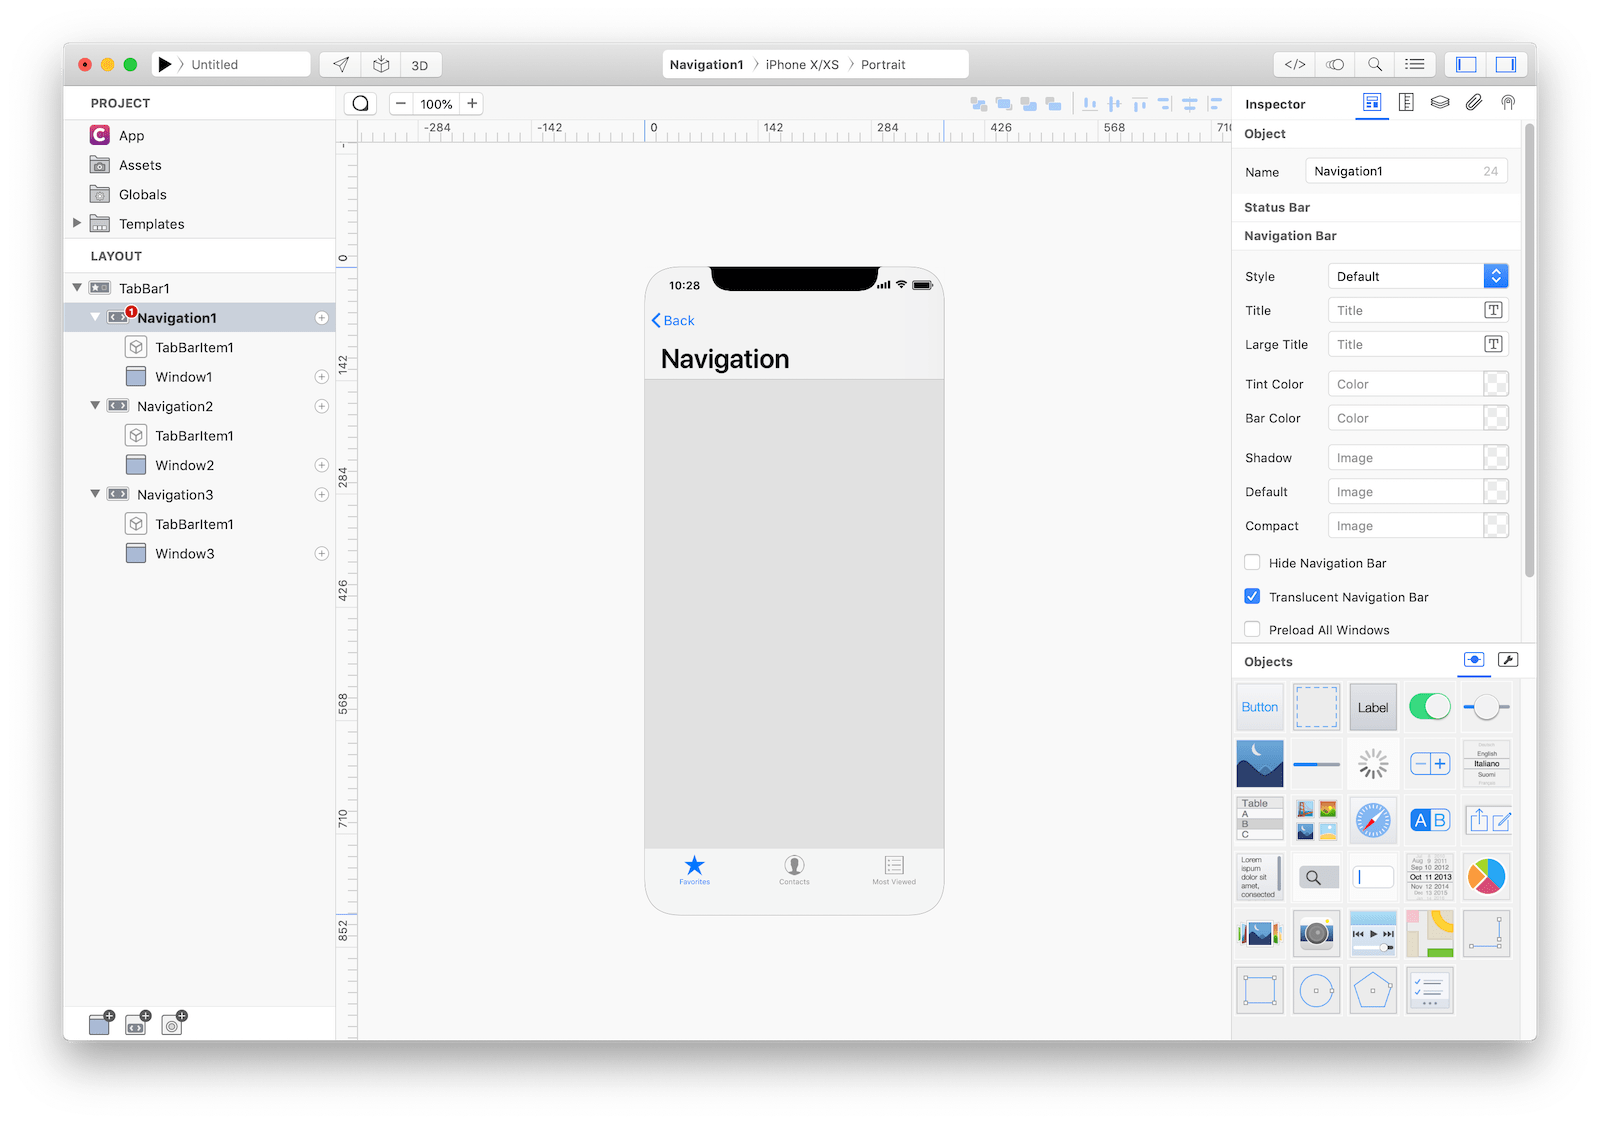 Untitled
3D
Navigation1 〉 iPhone X/XS 〉 Portrait
</>
PROJECT
App
Assets
Globals
Templates
LAYOUT
TabBar1
1
Navigation1
TabBarItem1
Window1
Navigation2
TabBarItem1
Window2
Navigation3
TabBarItem1
Window3
100%
-284 -142 0 142 284 426 568 710
0
142
284
426
568
710
852
10:28
Back
Navigation
Favorites
Contacts
Most Viewed
Inspector
Object
Name Navigation1 24
Status Bar
Navigation Bar
Style Default
Title Title T
Large Title Title T
Tint Color Color
Bar Color Color
Shadow Image
Default Image
Compact Image
Hide Navigation Bar
Translucent Navigation Bar
Preload All Windows
Objects
Button
Label
English
Italiano
Suomi
Table
A
B
C
A B
Lorem
ispum
dolor sit
amet,
consected
Aug 9 2011
Sep 10 2012
Oct 11 2013
Nov 12 2014
Dec 13 2015